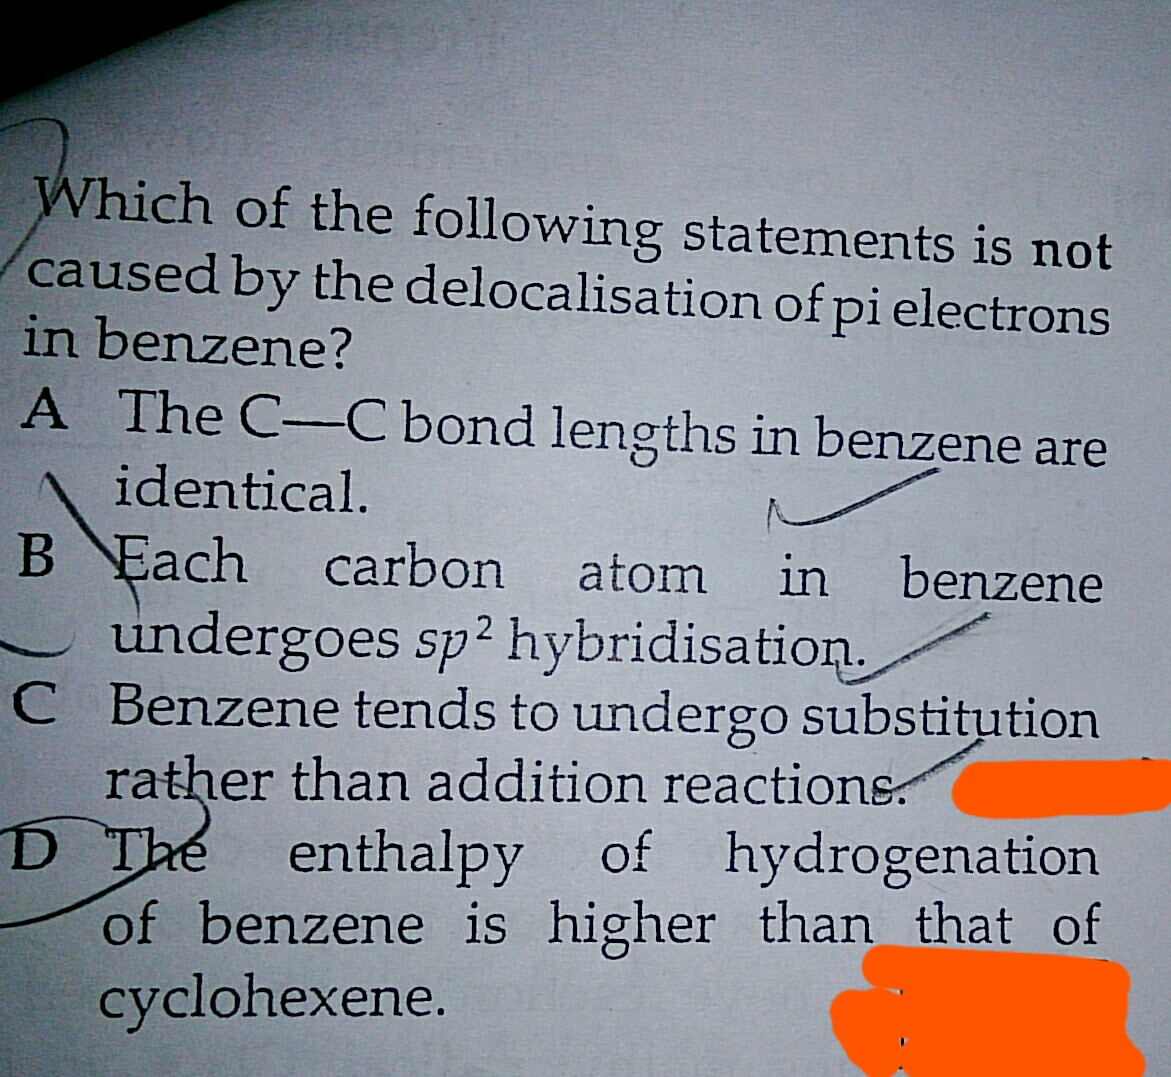 Which of the following statements is not
caused by the delocalisation of pi electrons
in benzene?
A The C—C bond lengths in benzene are
identical.
B Each carbon atom in benzene
undergoes sp² hybridisation.
C Benzene tends to undergo substitution
rather than addition reactions.
D The enthalpy of hydrogenation
of benzene is higher than that of
cyclohexene.